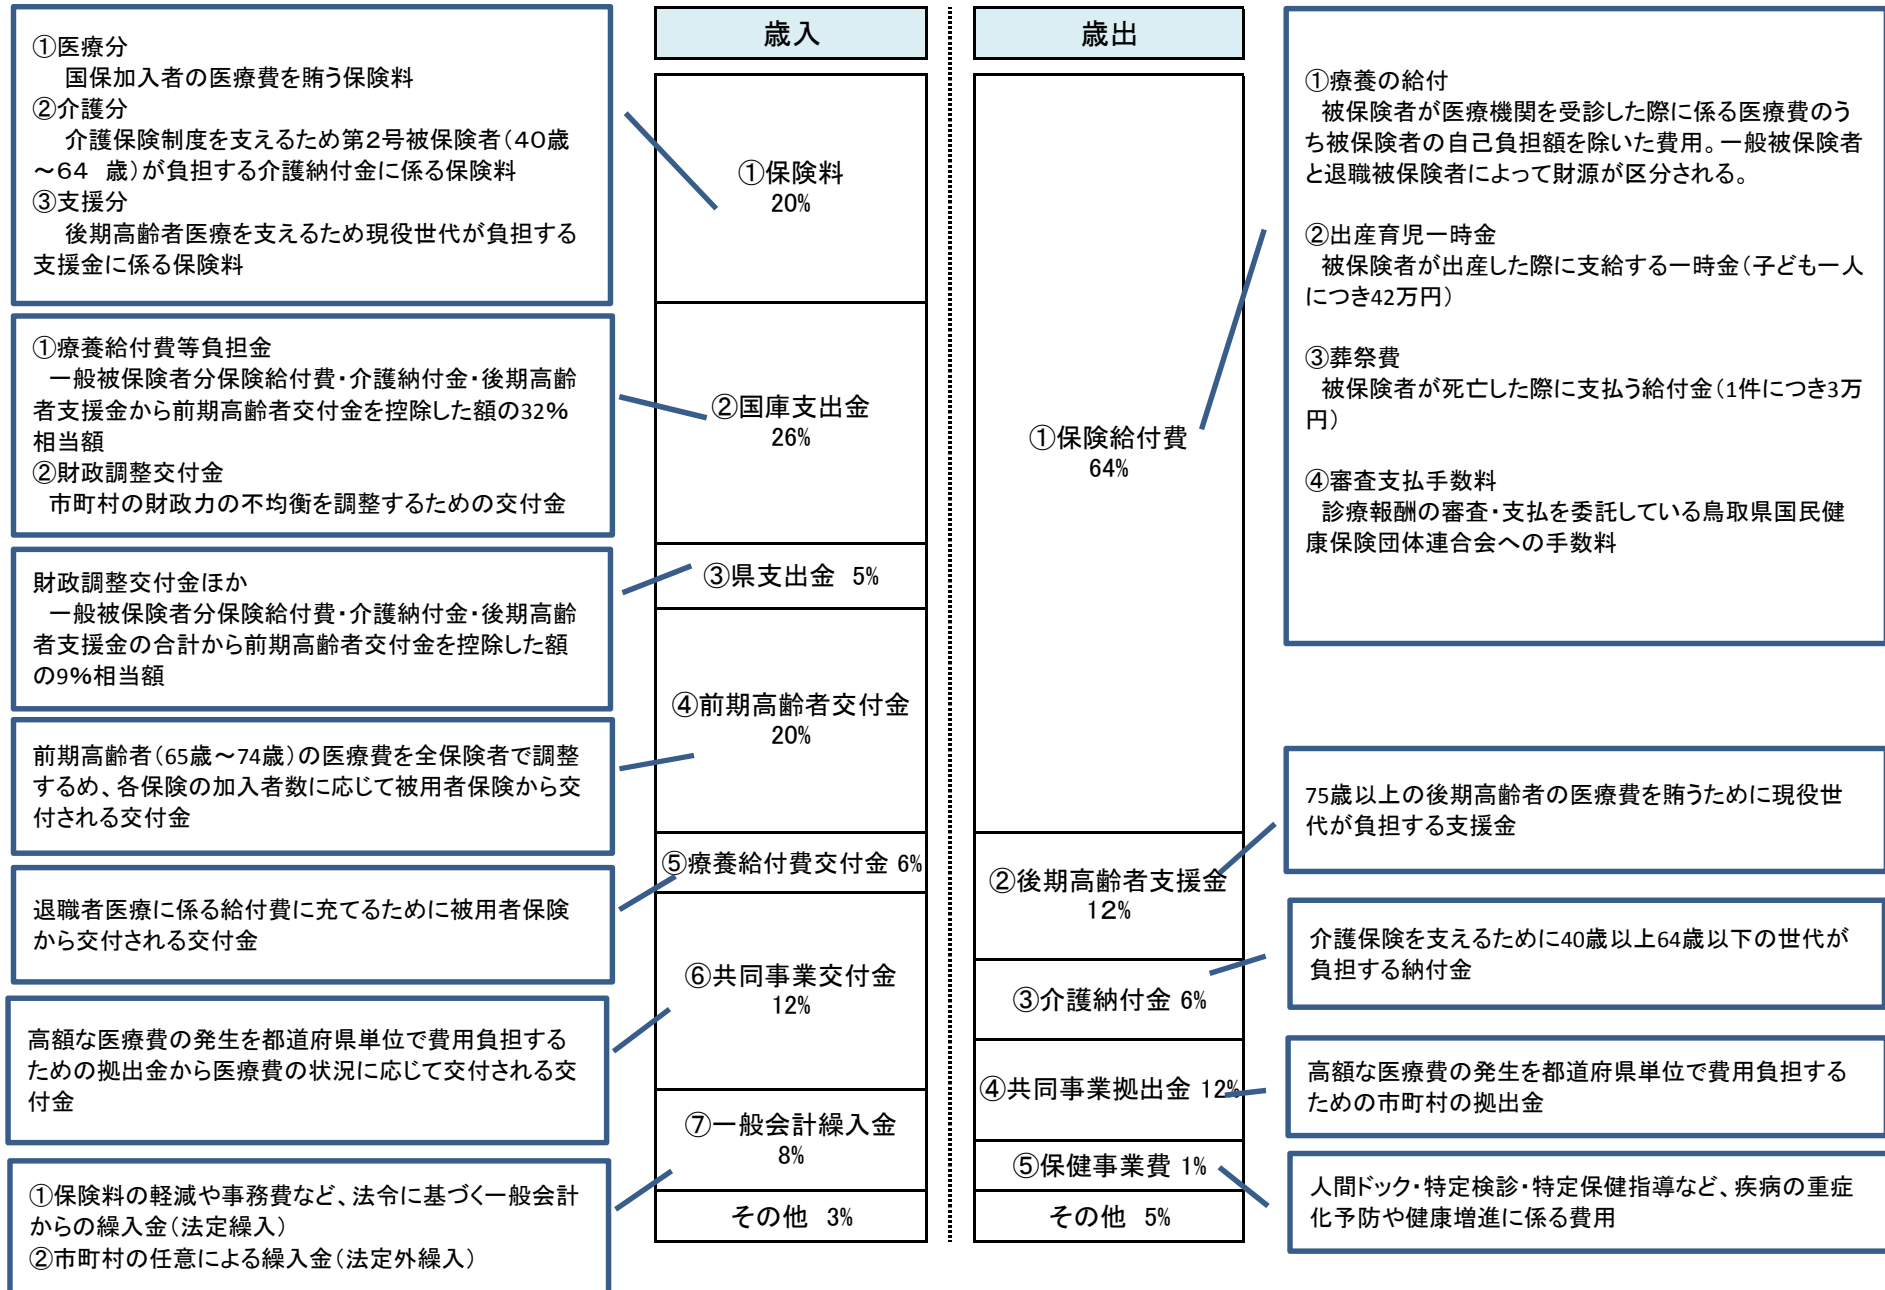 ①医療分
国保加入者の医療費を賄う保険料
②介護分
介護保険制度を支えるため第2号被保険者(40歳
~64 歳)が負担する介護納付金に係る保険料
③支援分
後期高齢者医療を支えるため現役世代が負担する
支援金に係る保険料
①療養給付費等負担金
一般被保険者分保険給付費・介護納付金・後期高齢
者支援金から前期高齢者交付金を控除した額の32%
相当額
②財政調整交付金
市町村の財政力の不均衡を調整するための交付金
財政調整交付金ほか
一般被保険者分保険給付費・介護納付金・後期高齢
者支援金の合計から前期高齢者交付金を控除した額
の9%相当額
前期高齢者(65歳~74歳)の医療費を全保険者で調整
するめ、各保険の加入者数に応じて被用者保険から交
付される交付金
退職者医療に係る給付費に充てるために被用者保険
から交付される交付金
高額な医療費の発生を都道府県単位で費用負担する
ための拠出金から医療費の状況に応じて交付される交
付金
①保険料の軽減や事務費など、法令に基づく一般会計
からの繰入金(法定繰入)
②市町村の任意による繰入金(法定外繰入)
歳入
①保険料
20%
②国庫支出金
26%
③県支出金 5%
④前期高齢者交付金
20%
⑤療養給付費交付金 6%
⑥共同事業交付金
12%
⑦一般会計繰入金
8%
その他 3%
歳出
①保険給付費
64%
②後期高齢者支援金
12%
③介護納付金 6%
④共同事業拠出金 12%
⑤保健事業費 1%
その他 5%
①療養の給付
被保険者が医療機関を受診した際に係る医療費のう
ち被保険者の自己負担額を除いた費用。一般被保険者
と退職被保険者によって財源が区分される。
②出産育児一時金
被保険者が出産した際に支給する一時金(子ども一人
につき42万円)
③葬祭費
被保険者が死亡した際に支払う給付金(1件につき3万
円)
④審査支払手数料
診療報酬の審査・支払を委託している鳥取県国民健
康保険団体連合会への手数料
75歳以上の後期高齢者の医療費を賄うために現役世
代が負担する支援金
介護保険を支えるために40歳以上64歳以下の世代が
負担する納付金
高額な医療費の発生を都道府県単位で費用負担する
ための市町村の拠出金
人間ドック・特定検診・特定保健指導など、疾病の重症
化予防や健康増進に係る費用